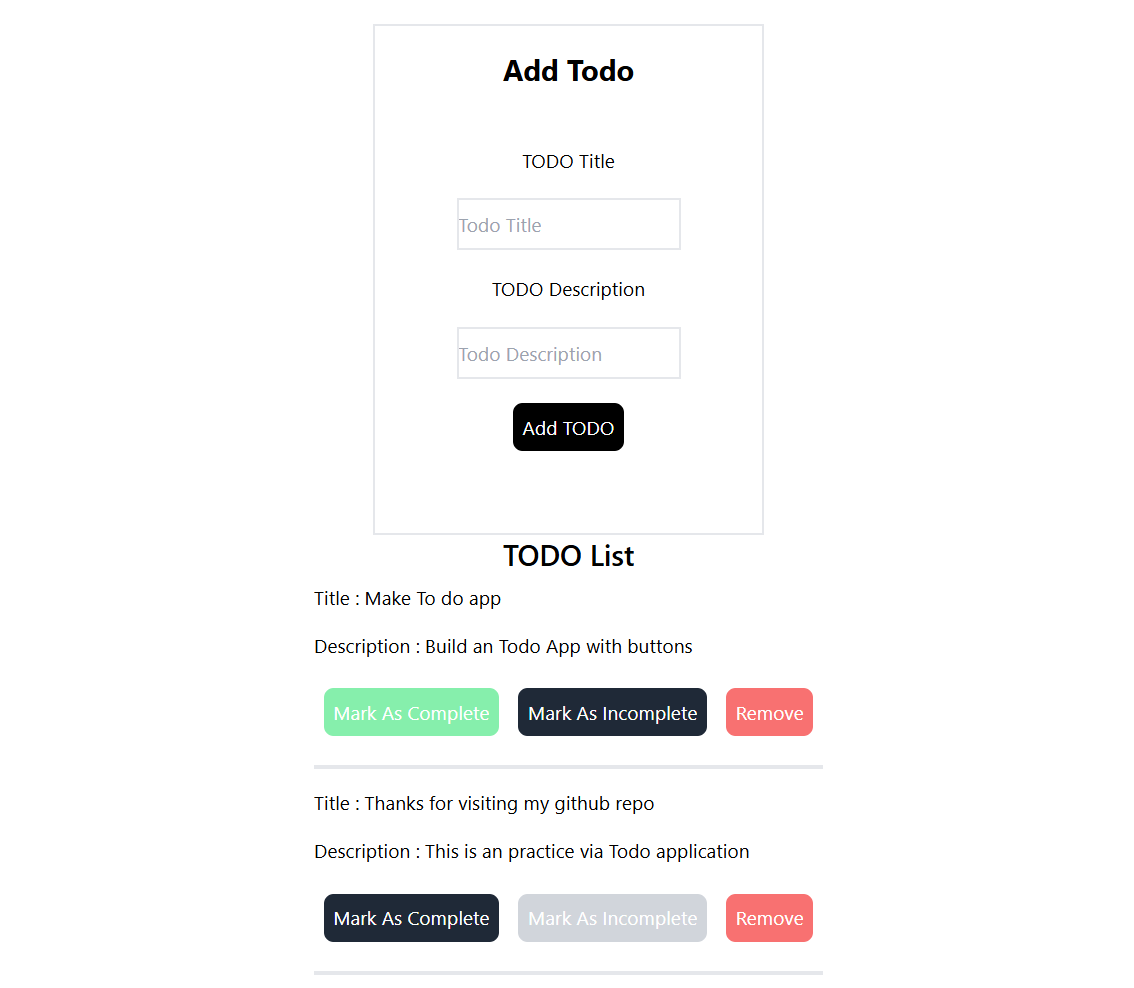 Add Todo
TODO Title
Todo Title
TODO Description
Todo Description
Add TODO
TODO List
Title : Make To do app
Description : Build an Todo App with buttons
Mark As Complete Mark As Incomplete Remove
Title : Thanks for visiting my github repo
Description : This is an practice via Todo application
Mark As Complete Mark As Incomplete Remove